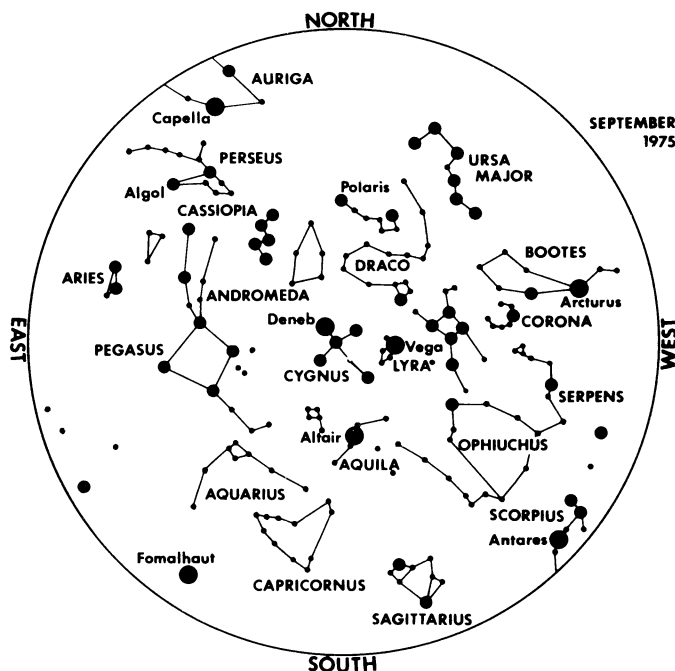 NORTH
AURIGA
Capella
SEPTEMBER
1975
PERSEUS
URSA
MAJOR
Algol
Polaris
CASSIOPIA
BOOTES
DRACO
ARIES
ANDROMEDA
Arcturus
Deneb
CORONA
EAST
WEST
PEGASUS
Vega
CYGNUS
LYRA
SERPENS
Altair
OPHIUCHUS
AQUILA
AQUARIUS
SCORPIUS
Antares
Fomalhaut
CAPRICORNUS
SAGITTARIUS
SOUTH